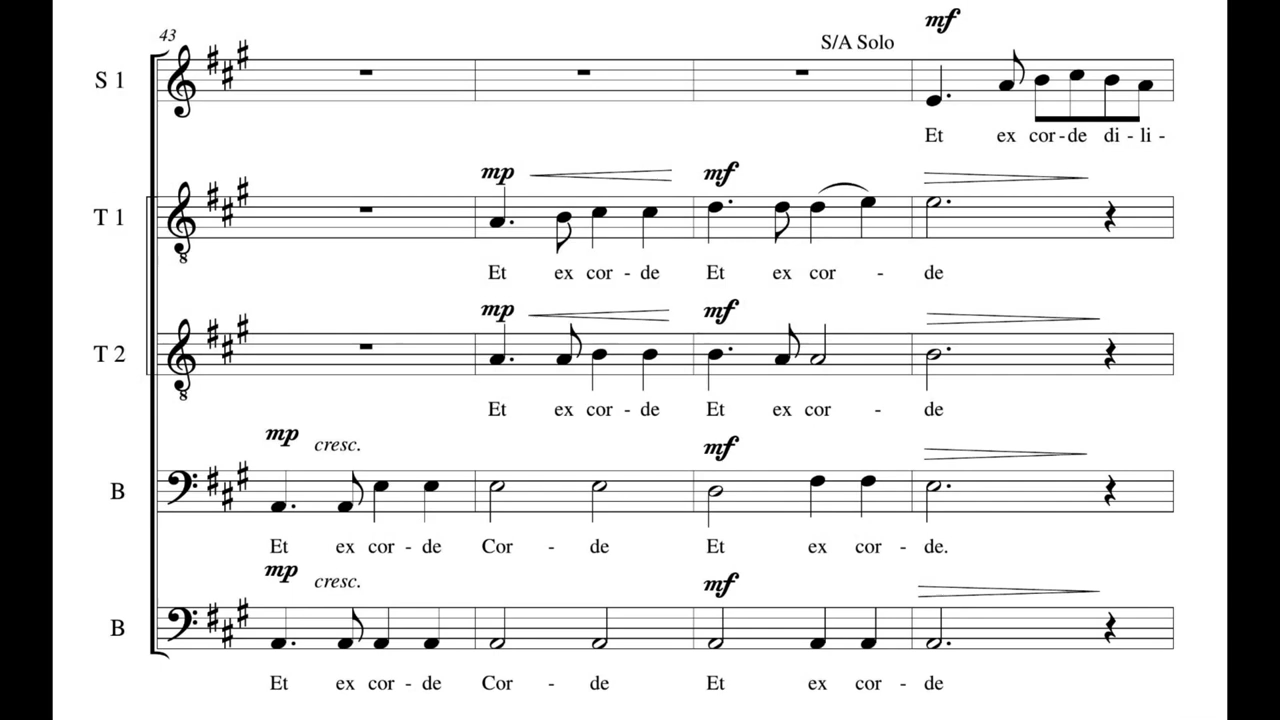 43
S/A Solo
mf
S 1
Et ex cor - de di - li -
mp mf
T 1
Et ex cor - de Et ex cor - de
mp mf
T 2
Et ex cor - de Et ex cor - de
mp cresc. mf
B
Et ex cor - de Cor - de Et ex cor - de.
mp cresc. mf
B
Et ex cor - de Cor - de Et ex cor - de